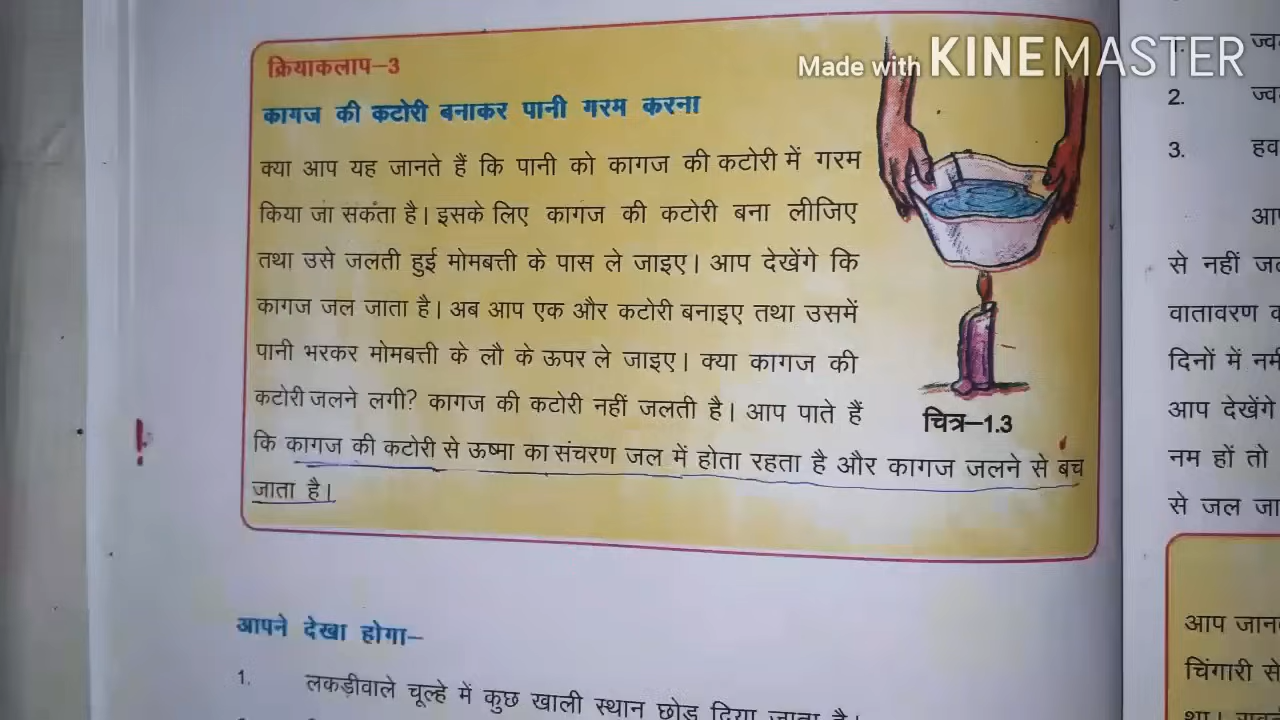 Made with KINEMASTER
क्रियाकलाप–3
कागज की कटोरी बनाकर पानी गरम करना
क्या आप यह जानते हैं कि पानी को कागज की कटोरी में गरम
किया जा सकता है। इसके लिए कागज की कटोरी बना लीजिए
तथा उसे जलती हुई मोमबत्ती के पास ले जाइए। आप देखेंगे कि
कागज जल जाता है। अब आप एक और कटोरी बनाइए तथा उसमें
पानी भरकर मोमबत्ती के लौ के ऊपर ले जाइए। क्या कागज की
कटोरी जलने लगी? कागज की कटोरी नहीं जलती है। आप पाते हैं
कि कागज की कटोरी से ऊष्मा का संचरण जल में होता रहता है और कागज जलने से बच
जाता है।
चित्र–1.3
आपने देखा होगा–
1. लकड़ीवाले चूल्हे में कुछ खाली स्थान छोड़ दिया जाता है।
1.
2.
3.
से नहीं
वातावरण
दिनों में
आप देखेंगे
नम हों तो
से जल
आप
चिंगारी से
था।